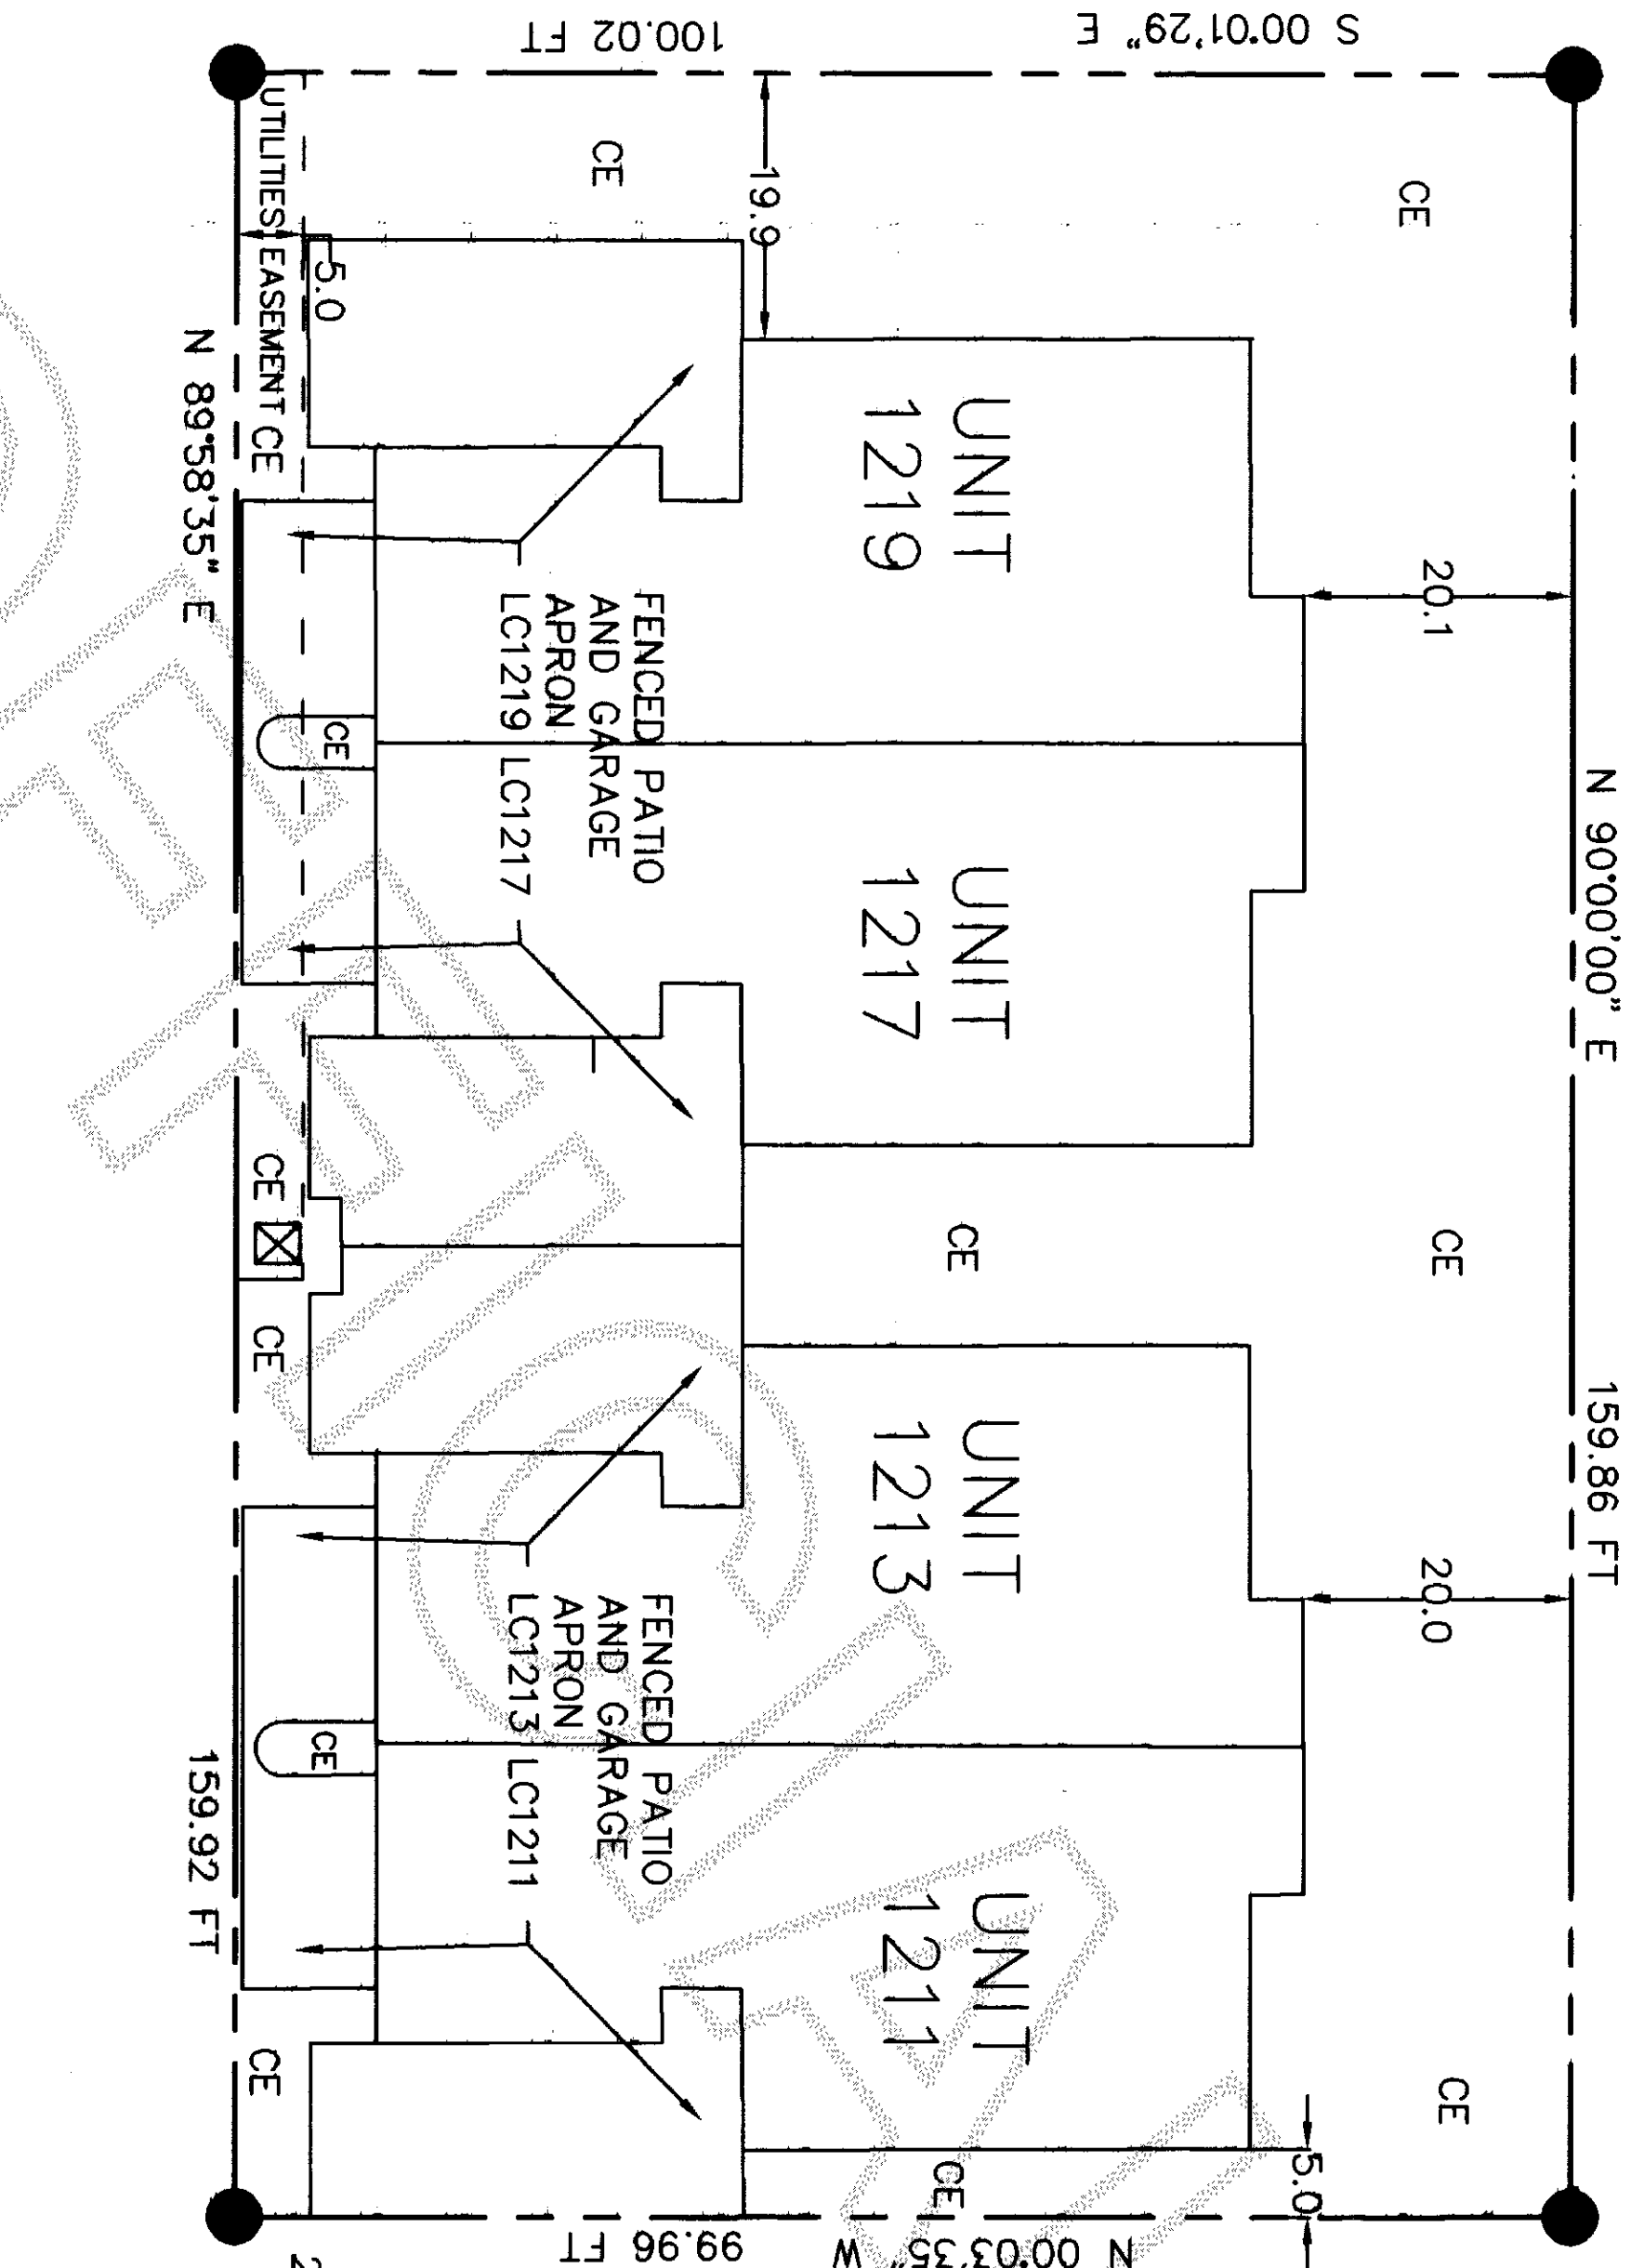 N 90°00'00" E 159.86 FT
S 00°01'29" E
100.02 FT
N 00°03'35" W
99.96 FT
CE
20.1
CE
20.0
CE
5.0
UNIT
1219
UNIT
1217
CE
UNIT
1213
UNIT
1211
CE
19.9
CE
FENCED PATIO
AND GARAGE
APRON
LC1219 LC1217
FENCED PATIO
AND GARAGE
APRON
LC1213 LC1211
5.0
CE
CE
UTILITIES EASEMENT CE
CE
CE
CE
N 89°58'35" E
159.92 FT
2